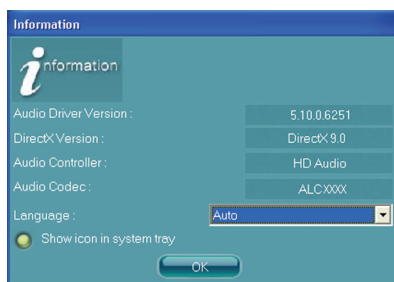 Information
information
Audio Driver Version : 5.10.0.6251
DirectX Version : DirectX 9.0
Audio Controller : HD Audio
Audio Codec : ALCXXXX
Language : Auto
Show icon in system tray
OK